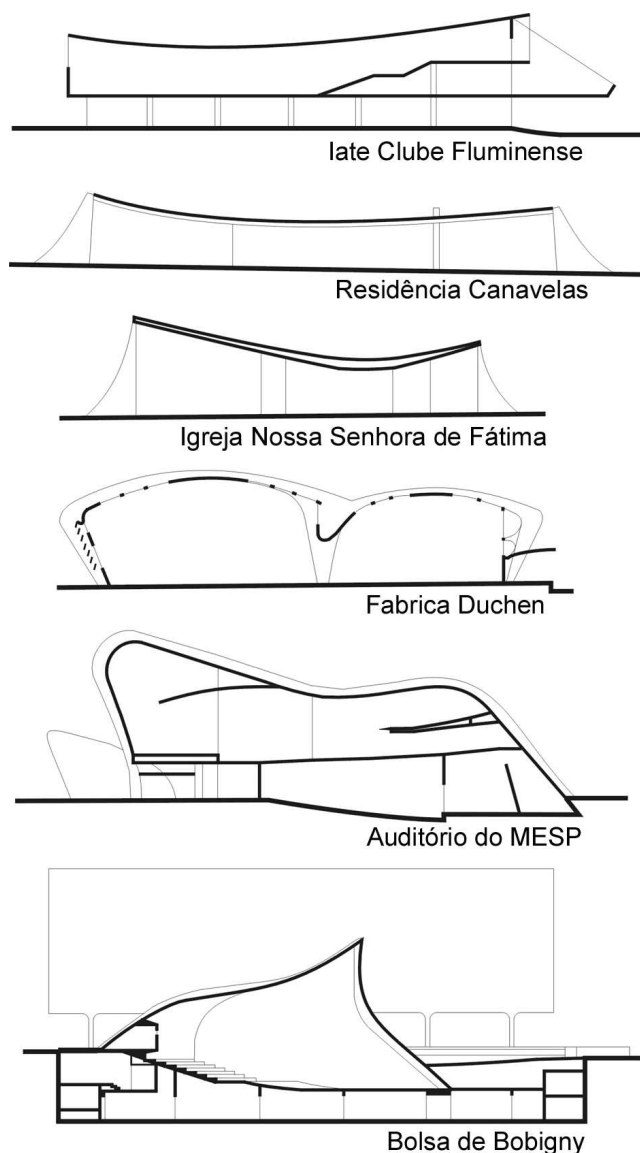 Iate Clube Fluminense
Residência Canavelas
Igreja Nossa Senhora de Fátima
Fabrica Duchen
Auditório do MESP
Bolsa de Bobigny